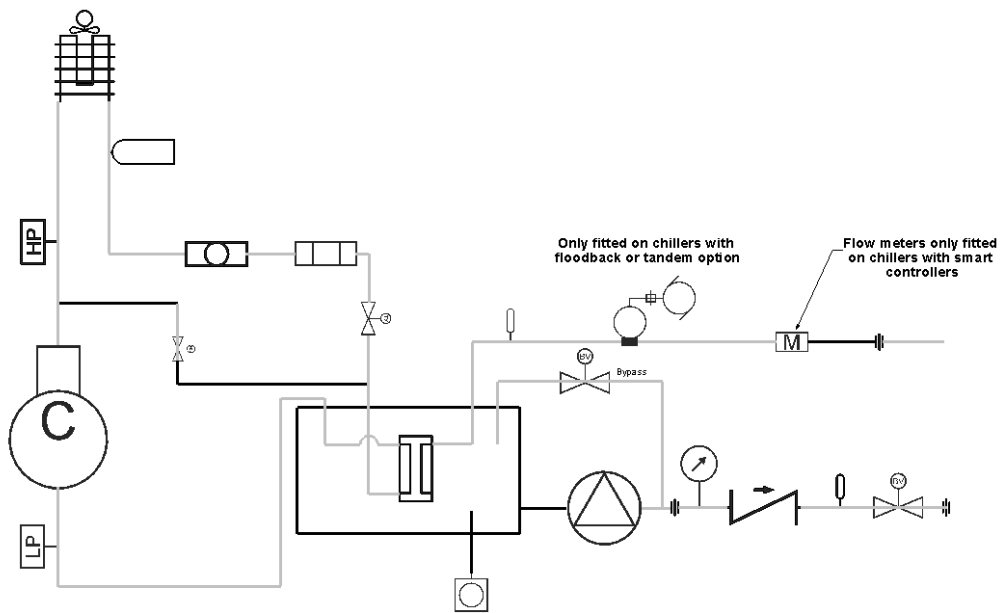 HP
Only fitted on chillers with
floodback or tandem option
Flow meters only fitted
on chillers with smart
controllers
M
BV
Bypass
C
BV
LP